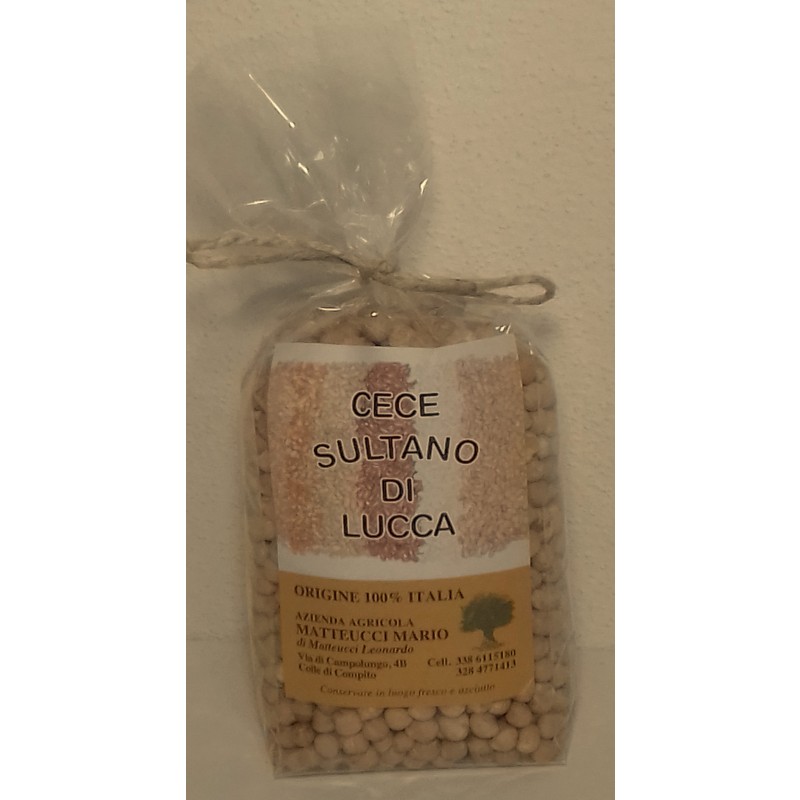 CECE
SULTANO
DI
LUCCA
ORIGINE 100% ITALIA
AZIENDA AGRICOLA
MATTEUCCI MARIO
di Matteucci Leonardo
Via di Campolungo, 4B
Colle di Compito
Cell. 338 6115180
328 4771413
Conservare in luogo fresco e asciutto